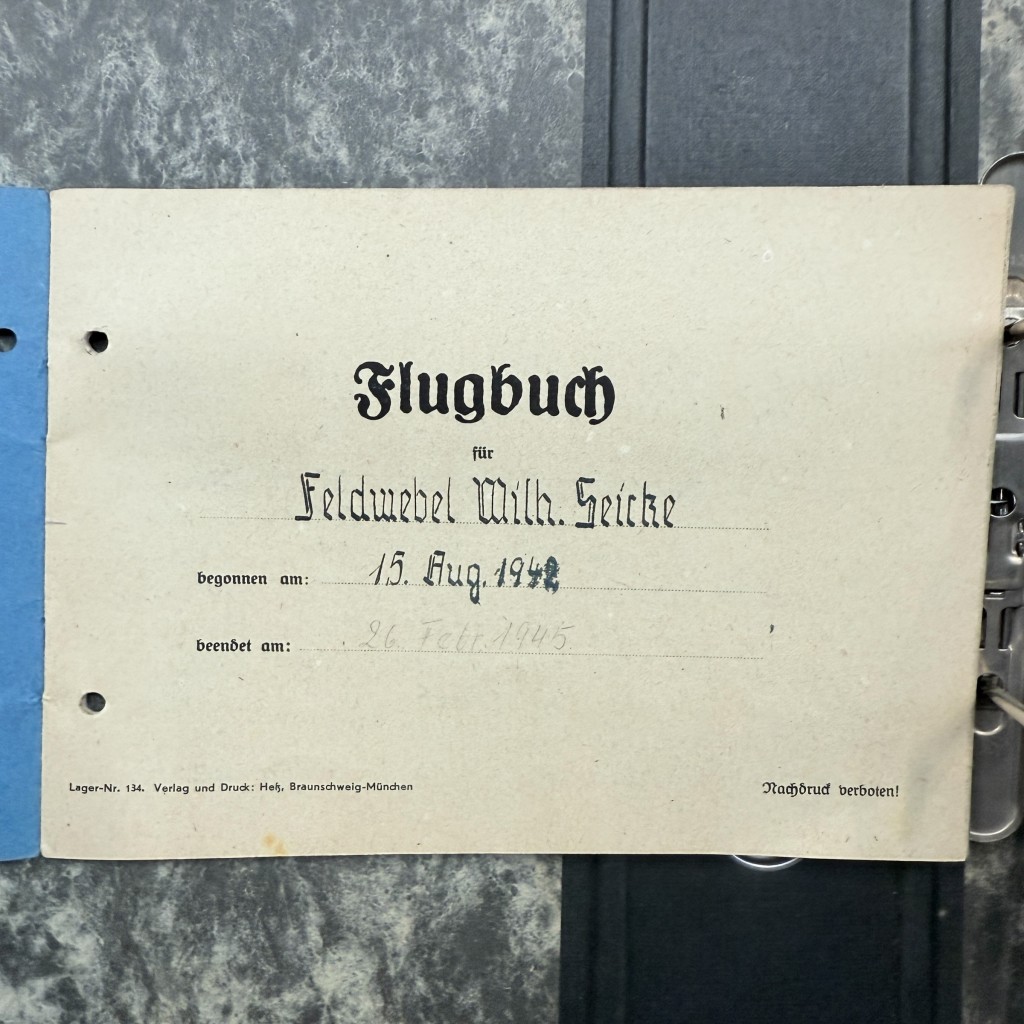 Flugbuch
für
Feldwebel Wilh. Seicke
begonnen am: 15. Aug. 1942
beendet am: 26. Febr. 1945.
Lager-Nr. 134. Verlag und Druck: Heß, Braunschweig-München
Nachdruck verboten!